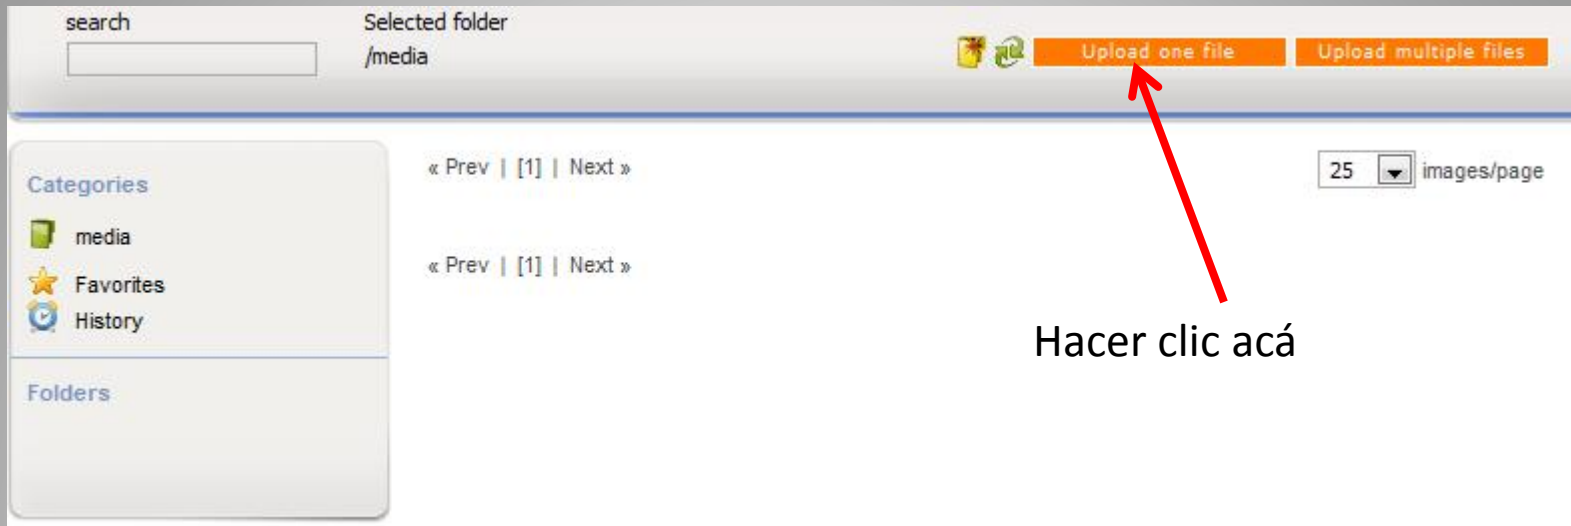 search
Selected folder
/media
Upload one file
Upload multiple files
Categories
media
Favorites
History
Folders
« Prev | [1] | Next »
25 images/page
« Prev | [1] | Next »
Hacer clic acá